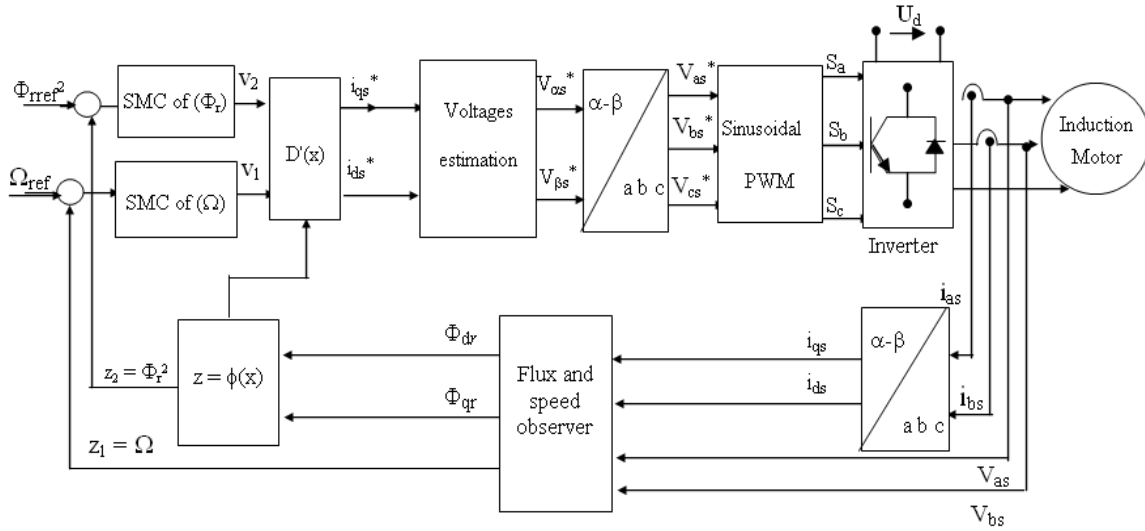 U_d
Φ_rref²
SMC of (Φ_r)
v_2
i_qs*
V_αs*
V_as*
S_a
Ω_ref
SMC of (Ω)
v_1
D'(x)
i_ds*
Voltages
estimation
V_βs*
α-β
a b c
V_bs*
V_cs*
Sinusoidal
PWM
S_b
S_c
Inverter
Induction
Motor
i_as
i_bs
α-β
a b c
i_qs
i_ds
Flux and
speed
observer
Φ_dr
Φ_qr
z = ϕ(x)
z_2 = Φ_r²
z_1 = Ω
V_as
V_bs